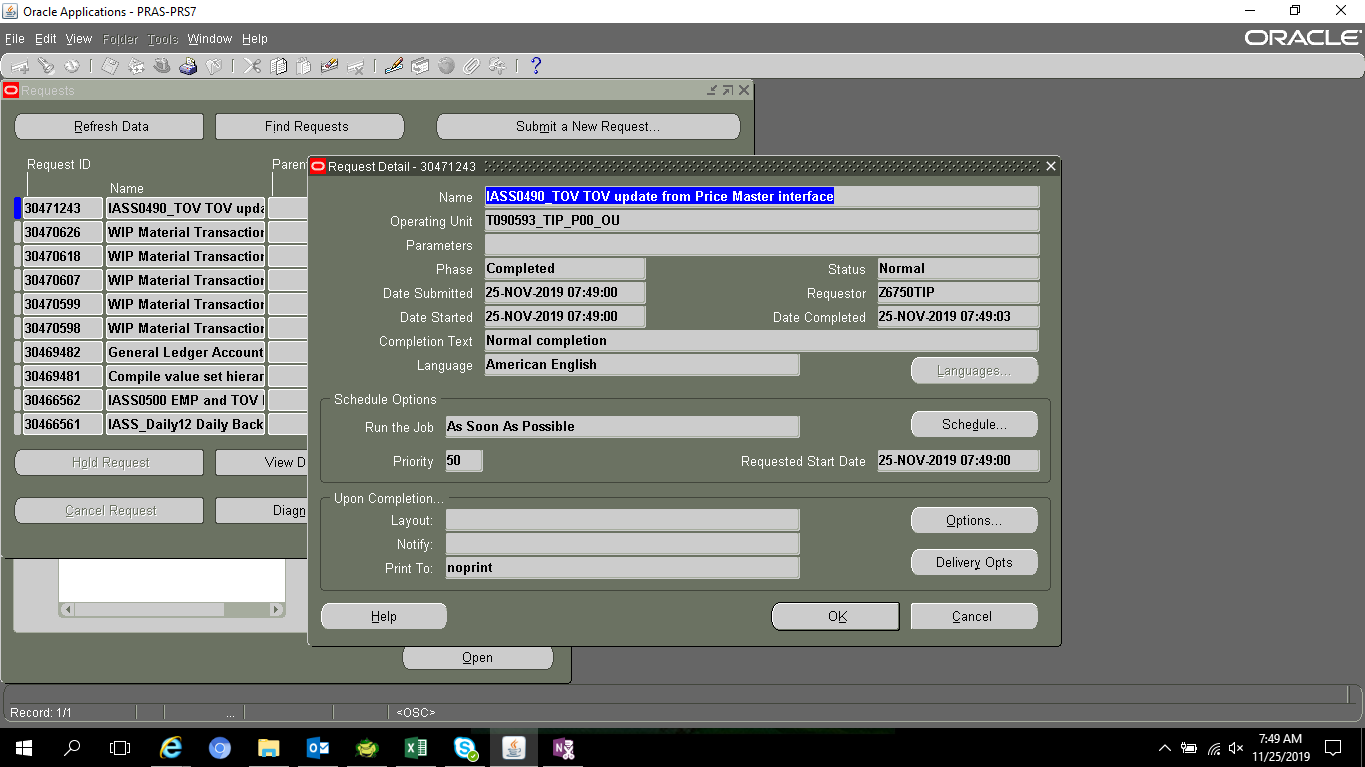 Oracle Applications - PRAS-PRS7
File Edit View Folder Tools Window Help
ORACLE
Requests
Refresh Data Find Requests Submit a New Request...
Request ID
Name
Parent
30471243 IASS0490_TOV TOV upda
30470626 WIP Material Transaction
30470618 WIP Material Transaction
30470607 WIP Material Transaction
30470599 WIP Material Transaction
30470598 WIP Material Transaction
30469482 General Ledger Account
30469481 Compile value set hierar
30466562 IASS0500 EMP and TOV
30466561 IASS_Daily12 Daily Back
Hold Request View D
Cancel Request Diagn
Open
Request Detail - 30471243
Name IASS0490_TOV TOV update from Price Master interface
Operating Unit T090593_TIP_P00_OU
Parameters
Phase Completed Status Normal
Date Submitted 25-NOV-2019 07:49:00 Requestor Z6750TIP
Date Started 25-NOV-2019 07:49:00 Date Completed 25-NOV-2019 07:49:03
Completion Text Normal completion
Language American English
Languages...
Schedule Options
Run the Job As Soon As Possible Schedule...
Priority 50 Requested Start Date 25-NOV-2019 07:49:00
Upon Completion...
Layout: Options...
Notify:
Print To: noprint Delivery Opts
Help OK Cancel
Record: 1/1 ... <OSC>
7:49 AM
11/25/2019